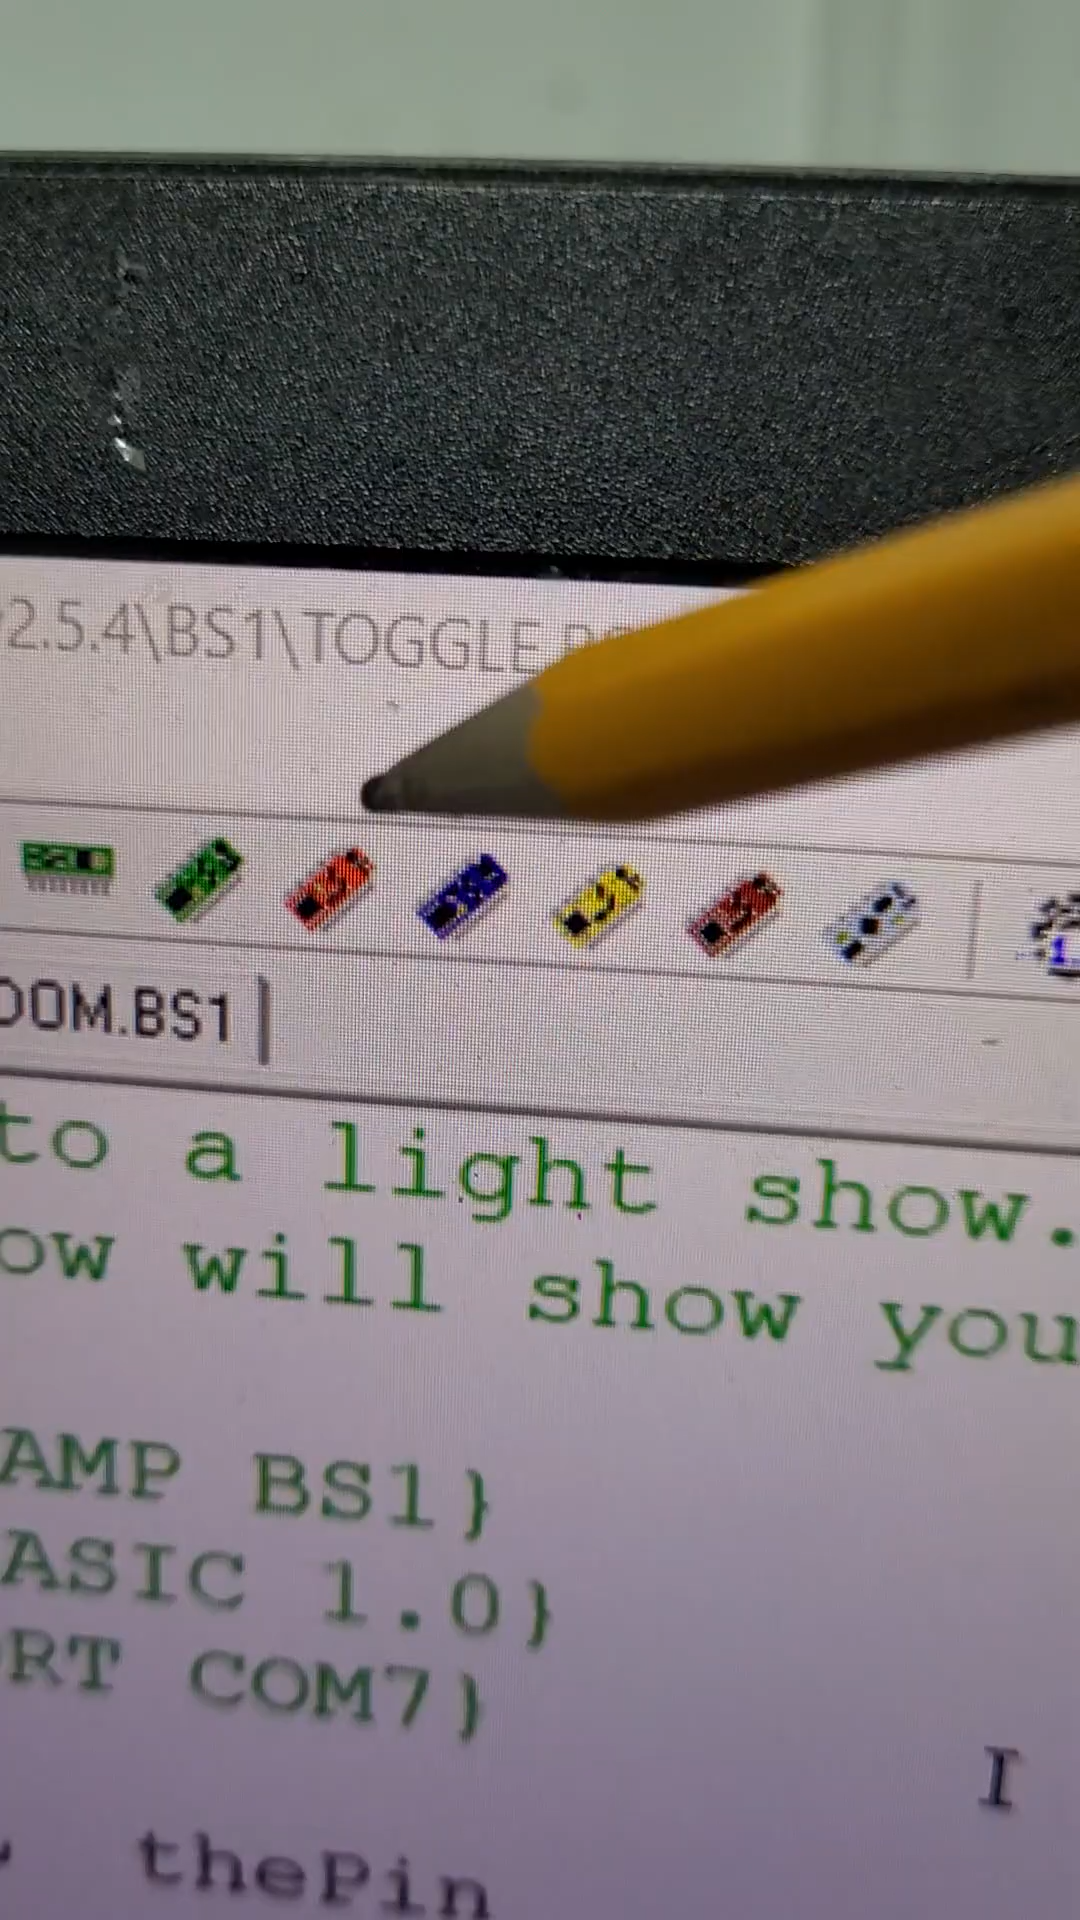 2.5.4\BS1\TOGGLE.B
OOM.BS1
to a light show.
ow will show you
AMP BS1}
ASIC 1.0}
RT COM7}
thePin